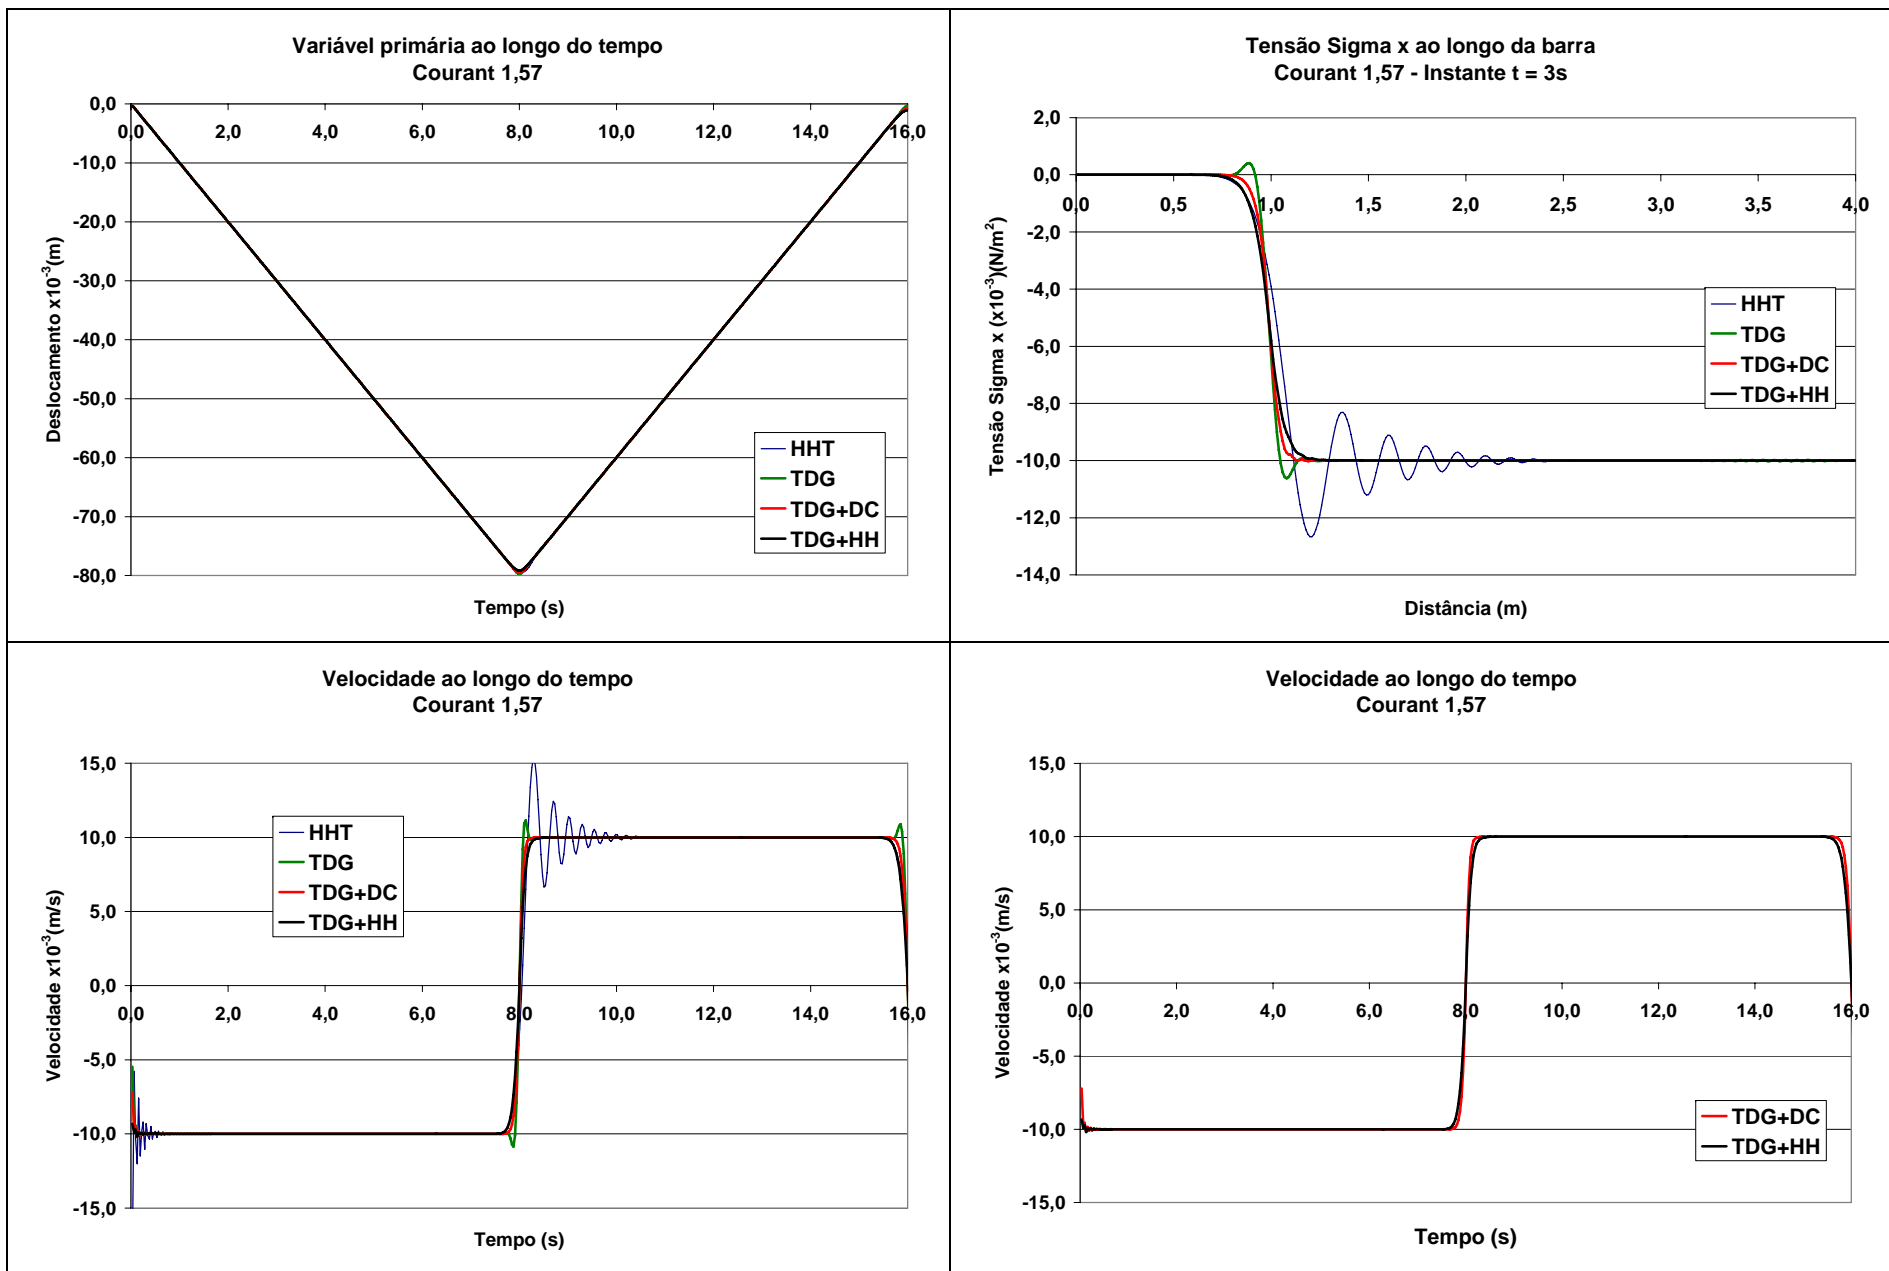 Variável primária ao longo do tempo
Courant 1,57
0,0
-10,0
-20,0
-30,0
-40,0
-50,0
-60,0
-70,0
-80,0
0,0 2,0 4,0 6,0 8,0 10,0 12,0 14,0 16,0
Deslocamento x10-3(m)
Tempo (s)
HHT
TDG
TDG+DC
TDG+HH
Tensão Sigma x ao longo da barra
Courant 1,57 - Instante t = 3s
2,0
0,0
-2,0
-4,0
-6,0
-8,0
-10,0
-12,0
-14,0
0,0 0,5 1,0 1,5 2,0 2,5 3,0 3,5 4,0
Tensão Sigma x (x10-3)(N/m2)
Distância (m)
HHT
TDG
TDG+DC
TDG+HH
Velocidade ao longo do tempo
Courant 1,57
15,0
10,0
5,0
0,0
-5,0
-10,0
-15,0
0,0 2,0 4,0 6,0 8,0 10,0 12,0 14,0 16,0
Velocidade x10-3(m/s)
Tempo (s)
HHT
TDG
TDG+DC
TDG+HH
Velocidade ao longo do tempo
Courant 1,57
15,0
10,0
5,0
0,0
-5,0
-10,0
-15,0
0,0 2,0 4,0 6,0 8,0 10,0 12,0 14,0 16,0
Velocidade x10-3(m/s)
Tempo (s)
TDG+DC
TDG+HH